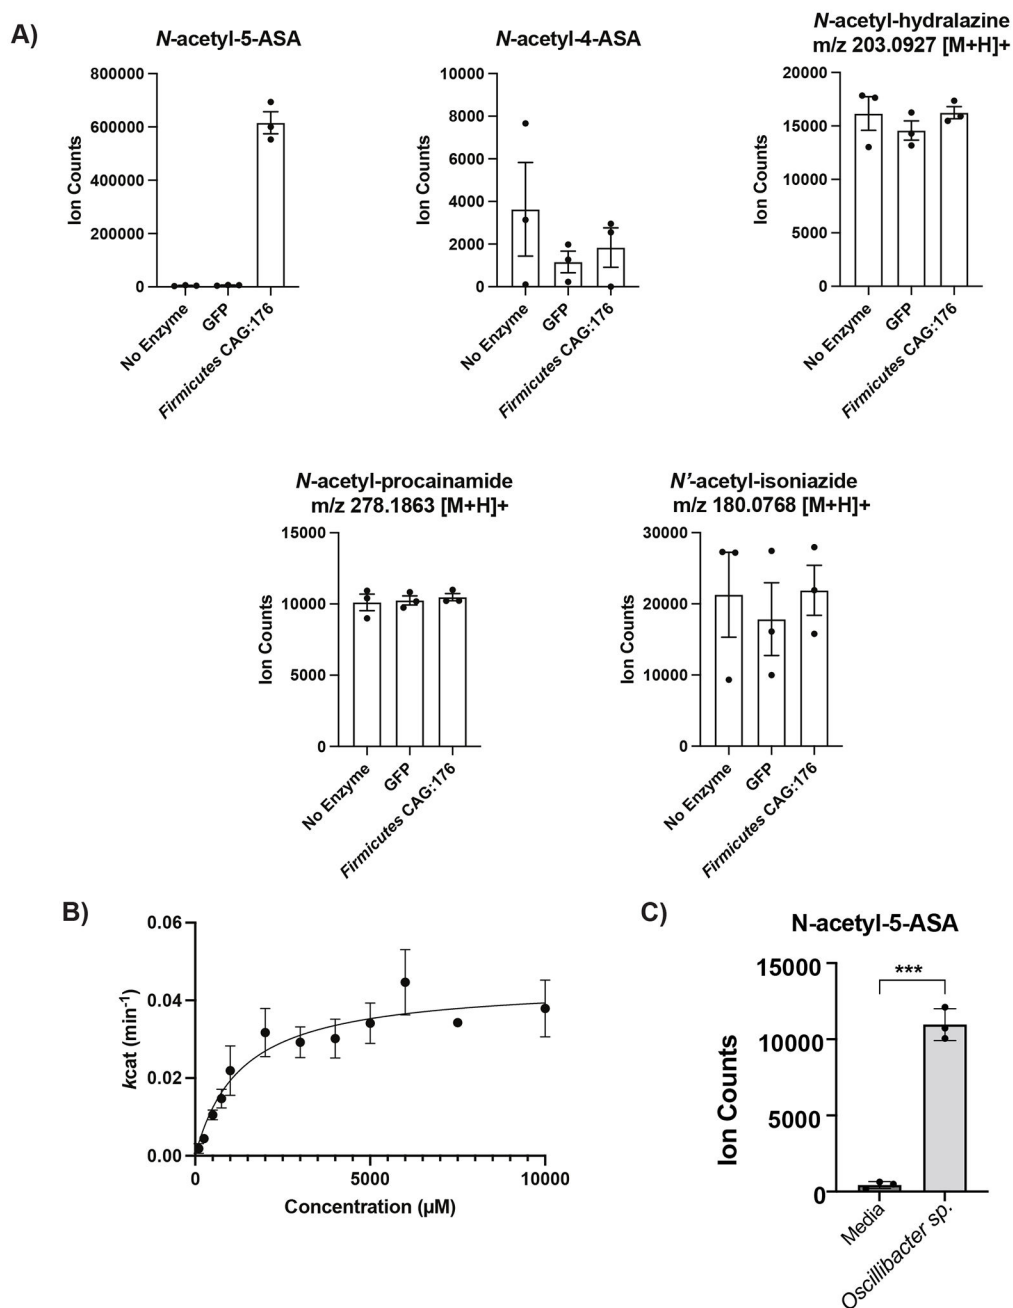 A)
N-acetyl-5-ASA
Ion Counts
800000
600000
400000
200000
0
No Enzyme
GFP
Firmicutes CAG:176
N-acetyl-4-ASA
Ion Counts
10000
8000
6000
4000
2000
0
No Enzyme
GFP
Firmicutes CAG:176
N-acetyl-hydralazine
m/z 203.0927 [M+H]+
Ion Counts
20000
15000
10000
5000
0
No Enzyme
GFP
Firmicutes CAG:176
N-acetyl-procainamide
m/z 278.1863 [M+H]+
Ion Counts
15000
10000
5000
0
No Enzyme
GFP
Firmicutes CAG:176
N’-acetyl-isoniazide
m/z 180.0768 [M+H]+
Ion Counts
30000
20000
10000
0
No Enzyme
GFP
Firmicutes CAG:176
B)
kcat (min-1)
0.06
0.04
0.02
0.00
0
5000
10000
Concentration (µM)
C)
N-acetyl-5-ASA
Ion Counts
15000
10000
5000
0
***
Media
Oscillibacter sp.